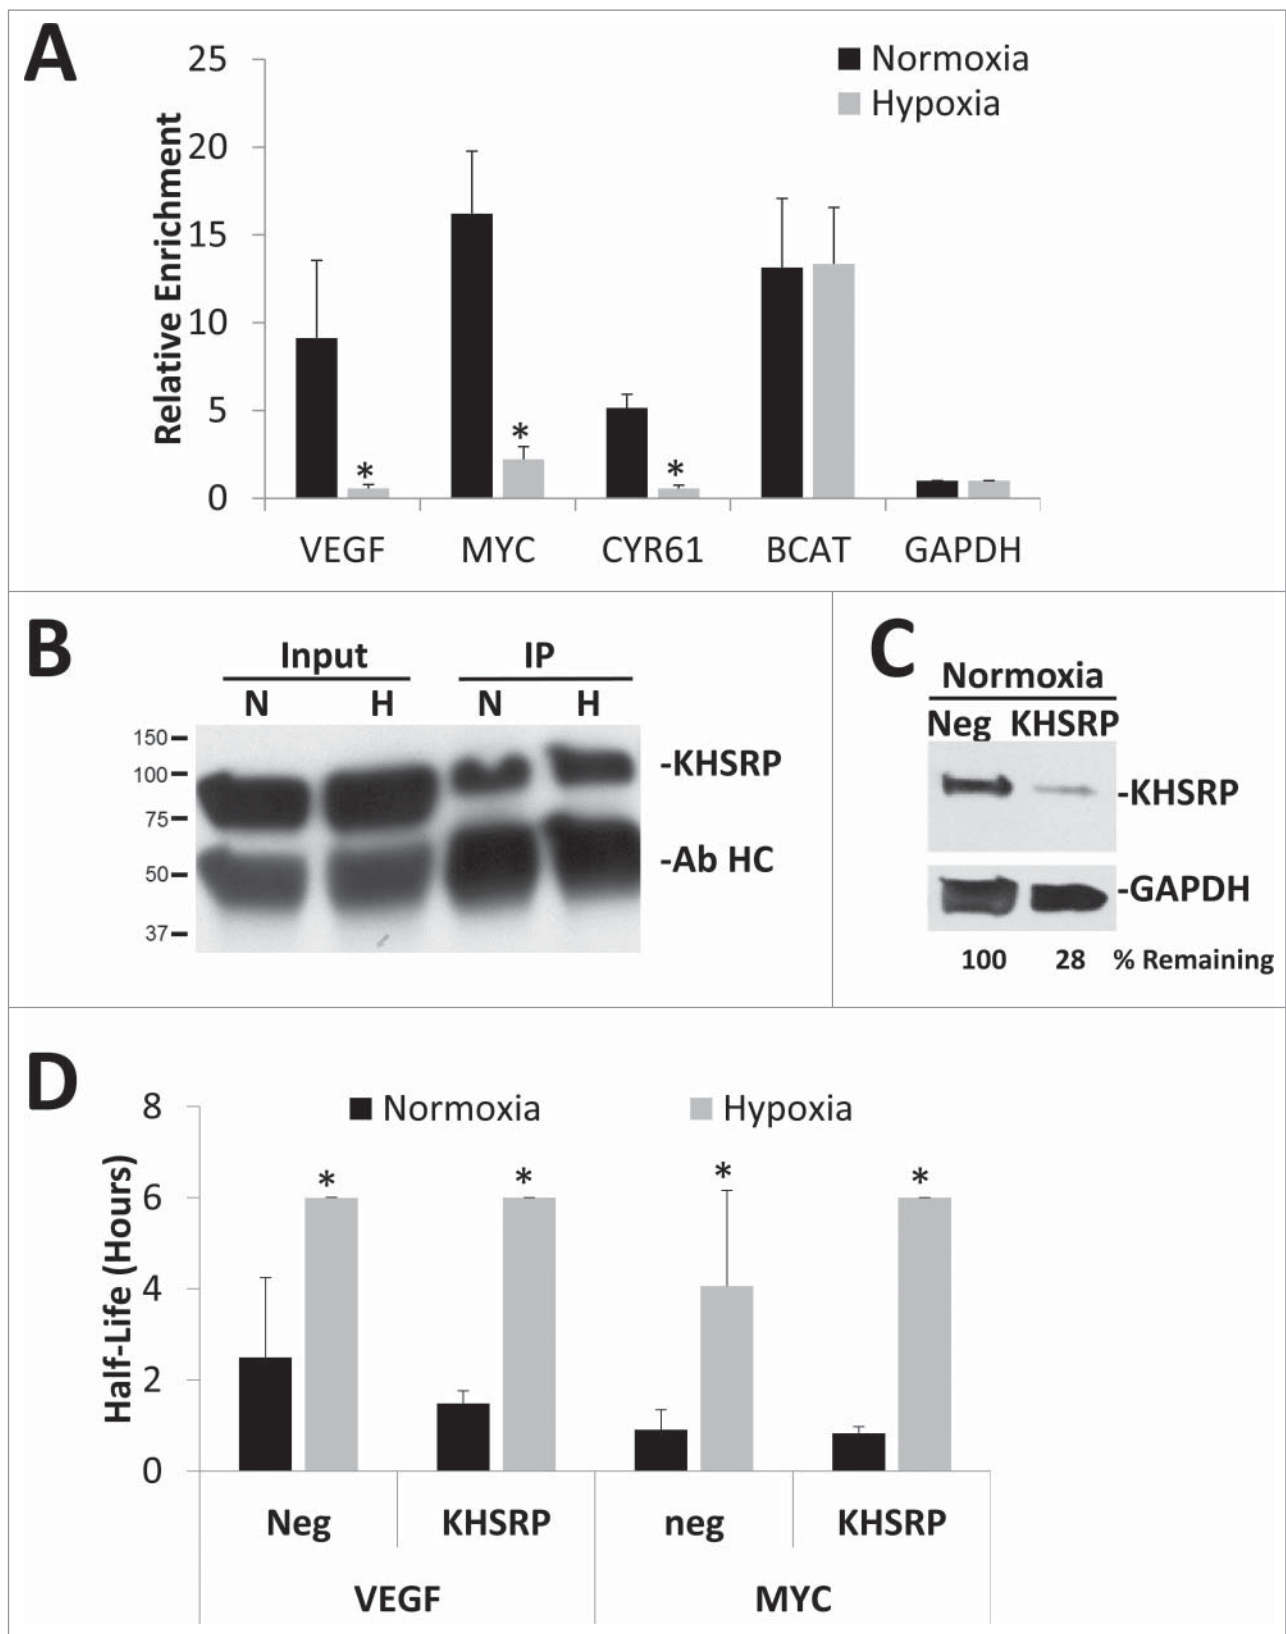 A
Normoxia
Hypoxia
Relative Enrichment
25
20
15
10
5
0
*
*
*
VEGF MYC CYR61 BCAT GAPDH
B
Input IP
N H N H
150
100
75
50
37
-KHSRP
-Ab HC
C
Normoxia
Neg KHSRP
-KHSRP
-GAPDH
100 28 % Remaining
D
Normoxia Hypoxia
Half-Life (Hours)
8
6
4
2
0
* * * *
Neg KHSRP neg KHSRP
VEGF MYC